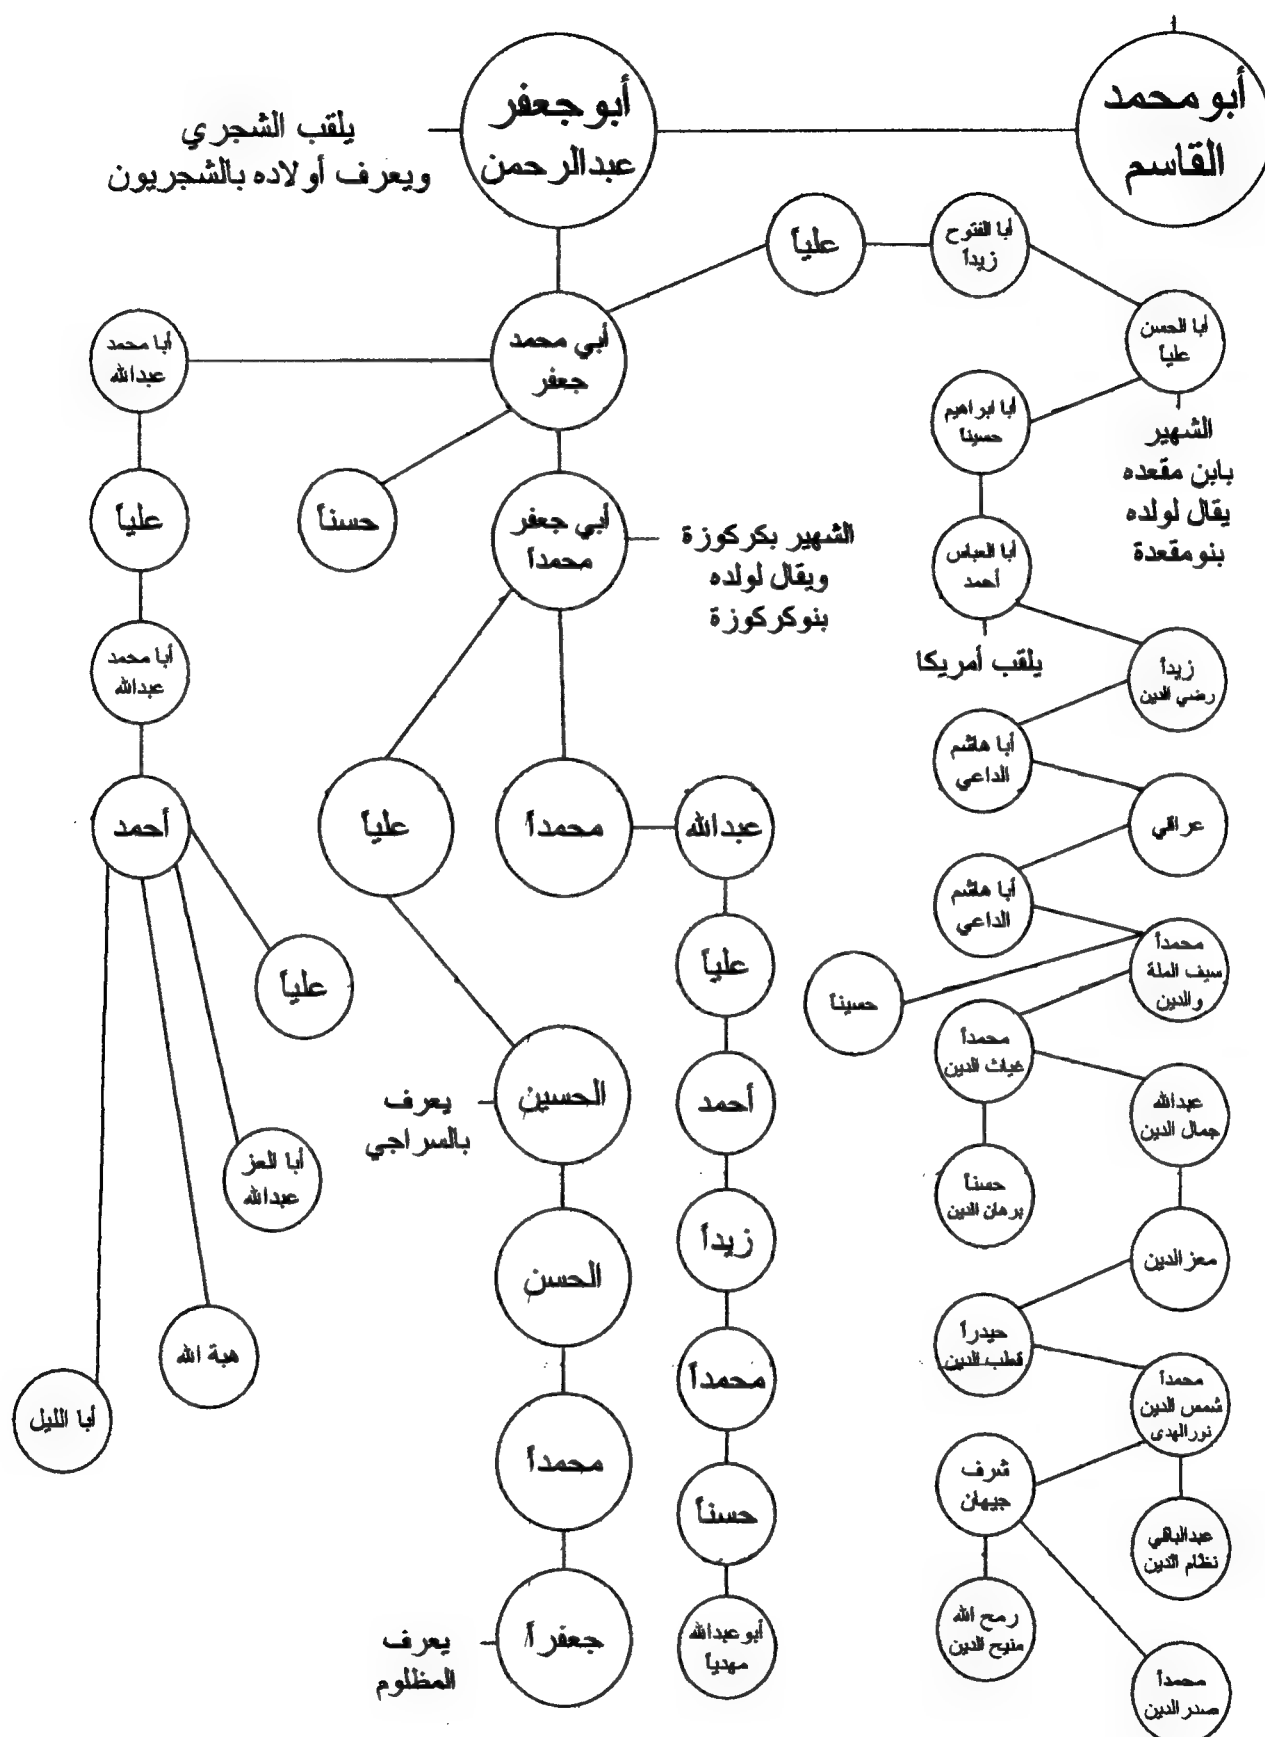 أبو محمد
القاسم
أبو جعفر
عبدالرحمن
يلقب الشجري
ويعرف أولاده بالشجريون
علياً
أبا الفتوح
زيداً
أبا الحسن
علياً
الشهير
بابن مقعده
يقال لولده
بنومقعدة
أبا ابراهيم
حسيناً
أبا العباس
أحمد
يلقب أمريكا
زيداً
رضي الدين
أبا هاشم
الداعي
عراقي
أبا هاشم
الداعي
محمداً
سيف الملة
والدين
حسيناً
محمداً
غياث الدين
حسناً
برهان الدين
عبدالله
جمال الدين
معزالدين
حيدراً
قطب الدين
محمداً
شمس الدين
نورالهدى
عبدالباقي
نظام الدين
شرف
جيهان
رمح الله
منيح الدين
محمداً
صدرالدين
أبي محمد
جعفر
أبي جعفر
محمداً
الشهير بكركوزة
ويقال لولده
بنوكركوزة
محمداً
عبدالله
علياً
أحمد
زيداً
محمداً
حسناً
أبو عبدالله
مهدياً
علياً
الحسين
يعرف
بالسراجي
الحسن
محمداً
جعفراً
يعرف
المظلوم
حسناً
أبا محمد
عبدالله
علياً
أبا محمد
عبدالله
أحمد
علياً
أبا العز
عبدالله
هبة الله
أبا الليل